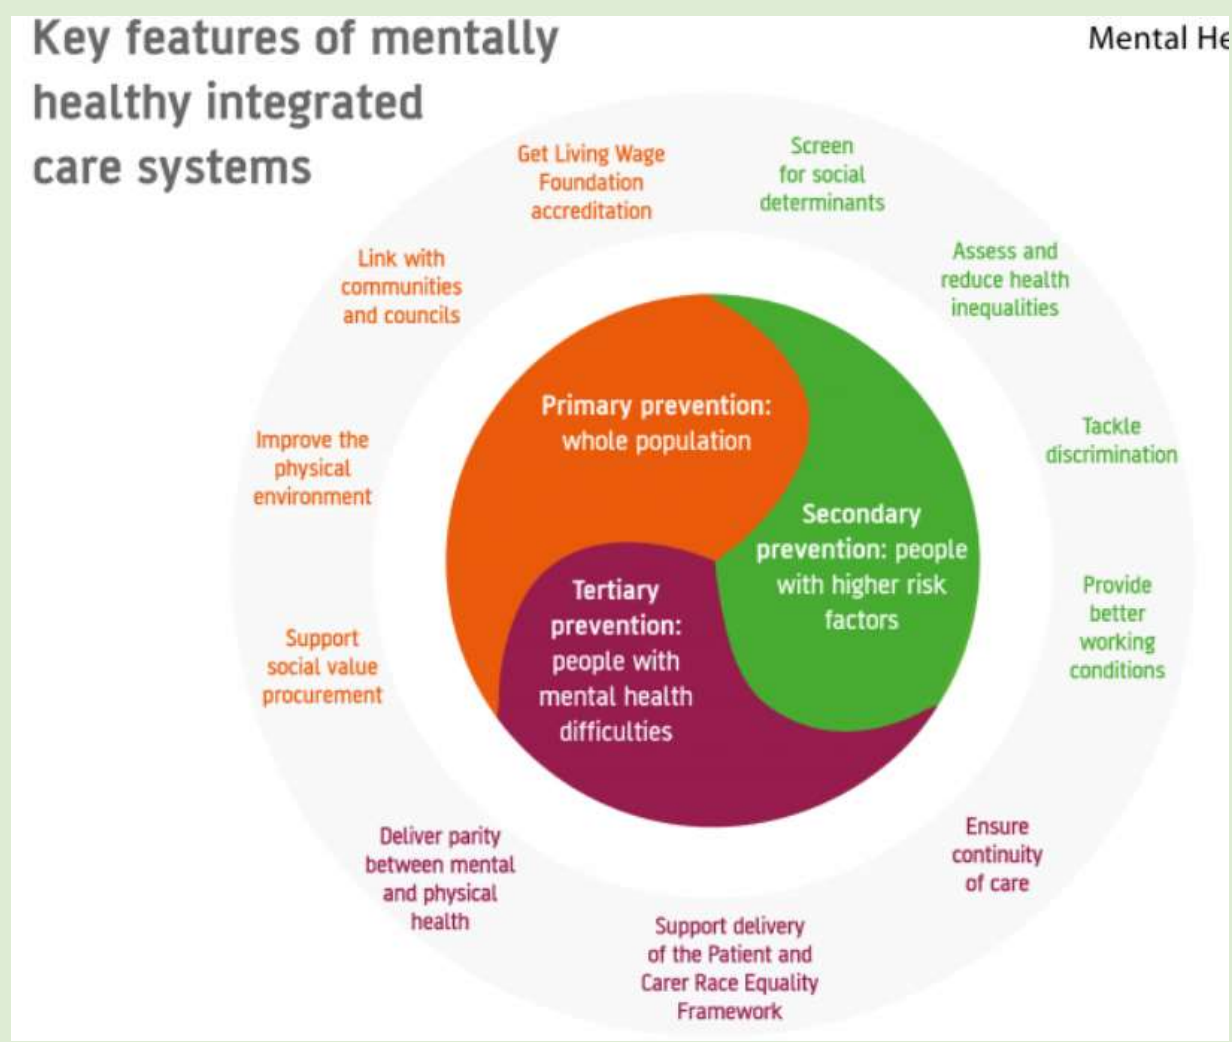 Key features of mentally
healthy integrated
care systems
Mental He
Get Living Wage
Foundation
accreditation
Screen
for social
determinants
Link with
communities
and councils
Assess and
reduce health
inequalities
Improve the
physical
environment
Primary prevention:
whole population
Tackle
discrimination
Secondary
prevention: people
with higher risk
factors
Tertiary
prevention:
people with
mental health
difficulties
Provide
better
working
conditions
Support
social value
procurement
Deliver parity
between mental
and physical
health
Ensure
continuity
of care
Support delivery
of the Patient and
Carer Race Equality
Framework